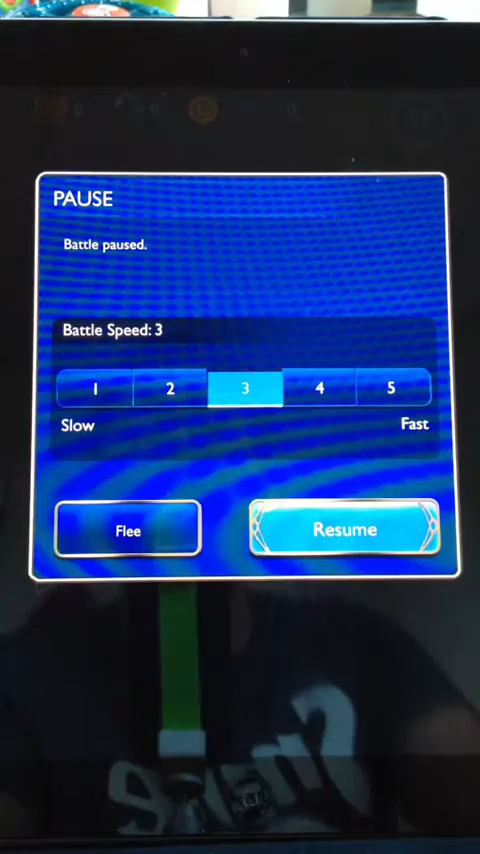 PAUSE
Battle paused.
Battle Speed: 3
1 2 3 4 5
Slow Fast
Flee Resume